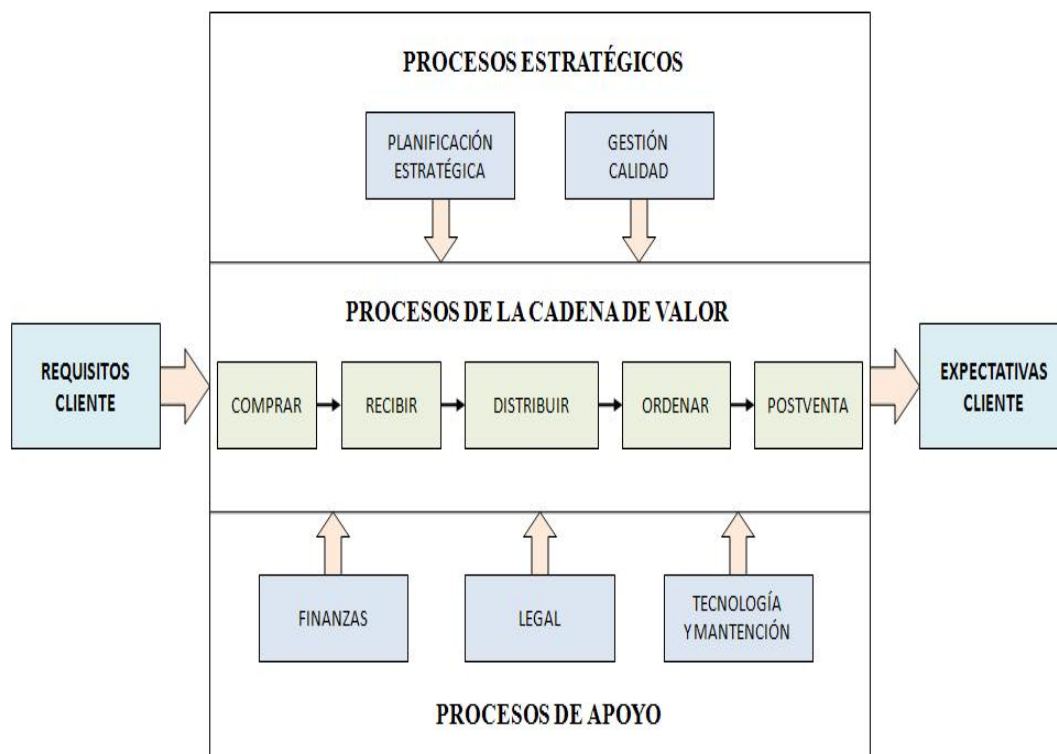 PROCESOS ESTRATÉGICOS
PLANIFICACIÓN
ESTRATÉGICA
GESTIÓN
CALIDAD
PROCESOS DE LA CADENA DE VALOR
REQUISITOS
CLIENTE
COMPRAR
RECIBIR
DISTRIBUIR
ORDENAR
POSTVENTA
EXPECTATIVAS
CLIENTE
FINANZAS
LEGAL
TECNOLOGÍA
Y MANTENCIÓN
PROCESOS DE APOYO